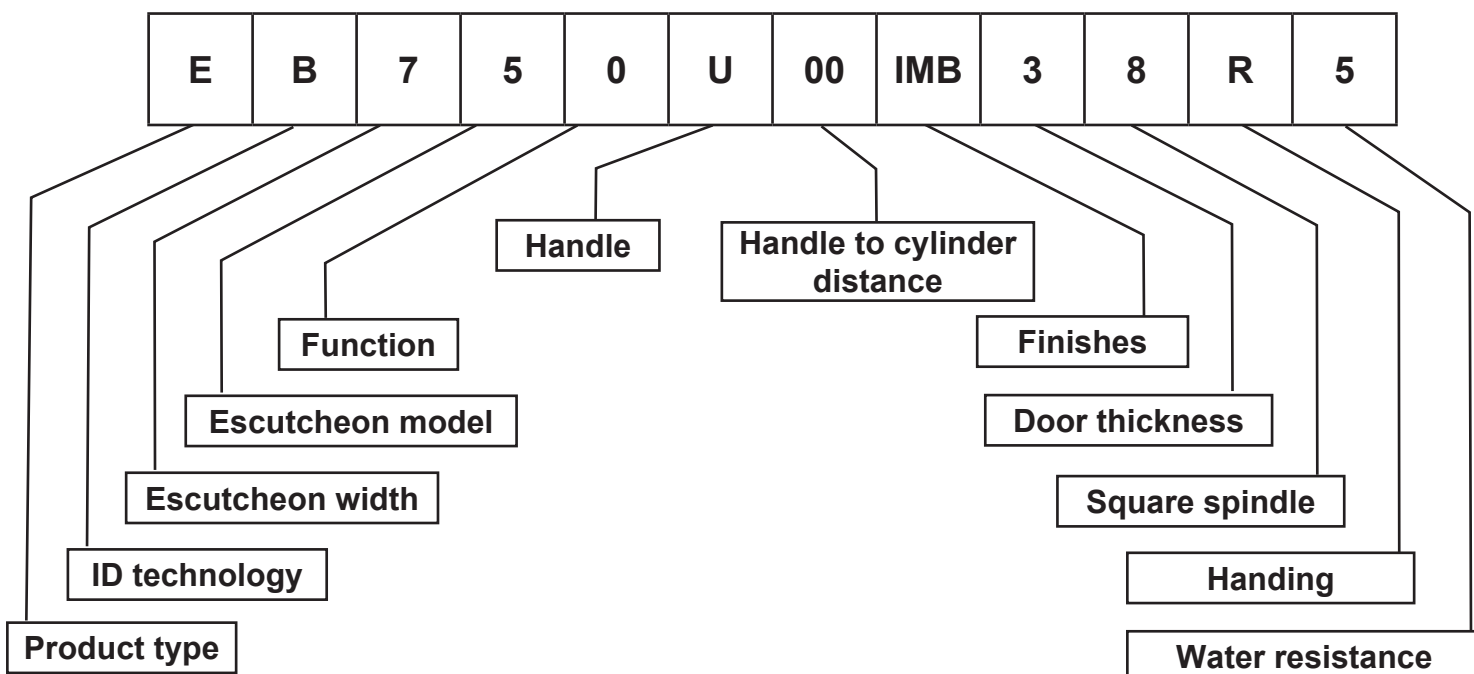 E B 7 5 0 U 00 IMB 3 8 R 5
Handle
Handle to cylinder
distance
Function
Finishes
Escutcheon model
Door thickness
Escutcheon width
Square spindle
ID technology
Handing
Product type
Water resistance